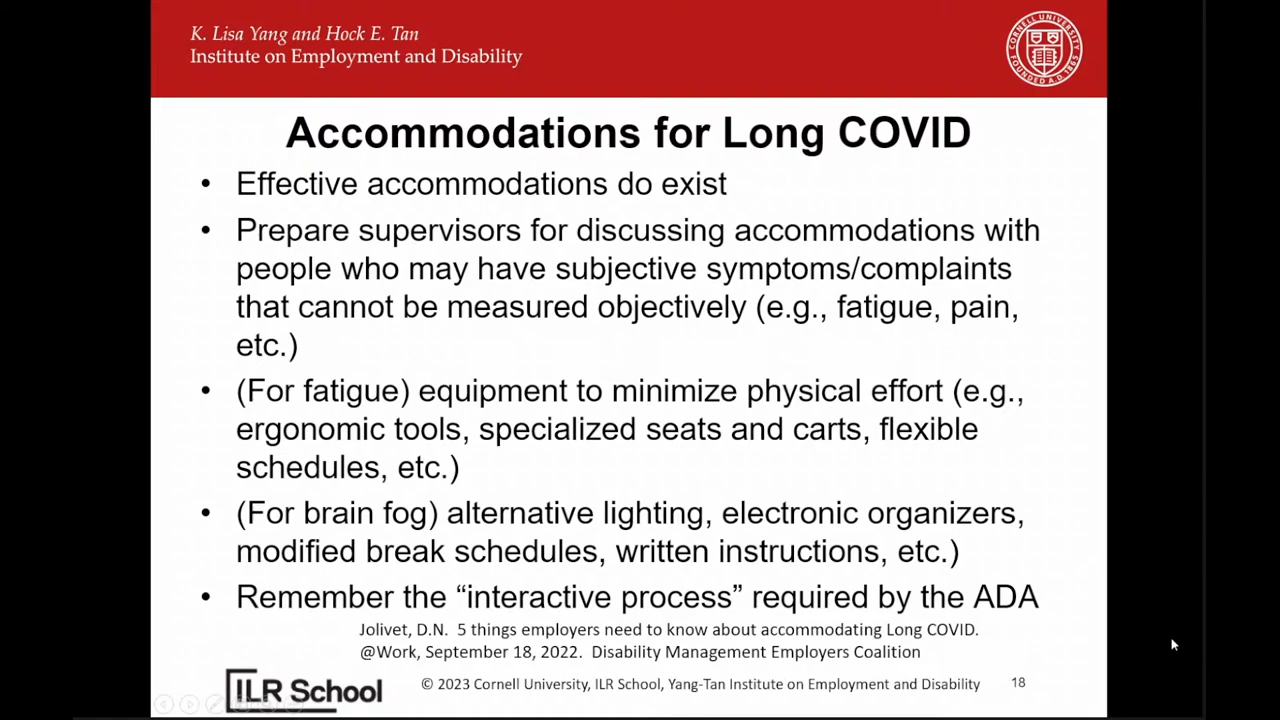 K. Lisa Yang and Hock E. Tan
Institute on Employment and Disability
CORNELL UNIVERSITY
FOUNDED A.D. 1865
Accommodations for Long COVID
• Effective accommodations do exist
• Prepare supervisors for discussing accommodations with
people who may have subjective symptoms/complaints
that cannot be measured objectively (e.g., fatigue, pain,
etc.)
• (For fatigue) equipment to minimize physical effort (e.g.,
ergonomic tools, specialized seats and carts, flexible
schedules, etc.)
• (For brain fog) alternative lighting, electronic organizers,
modified break schedules, written instructions, etc.)
• Remember the “interactive process” required by the ADA
Jolivet, D.N.  5 things employers need to know about accommodating Long COVID.
@Work, September 18, 2022.  Disability Management Employers Coalition
ILR School
© 2023 Cornell University, ILR School, Yang-Tan Institute on Employment and Disability
18